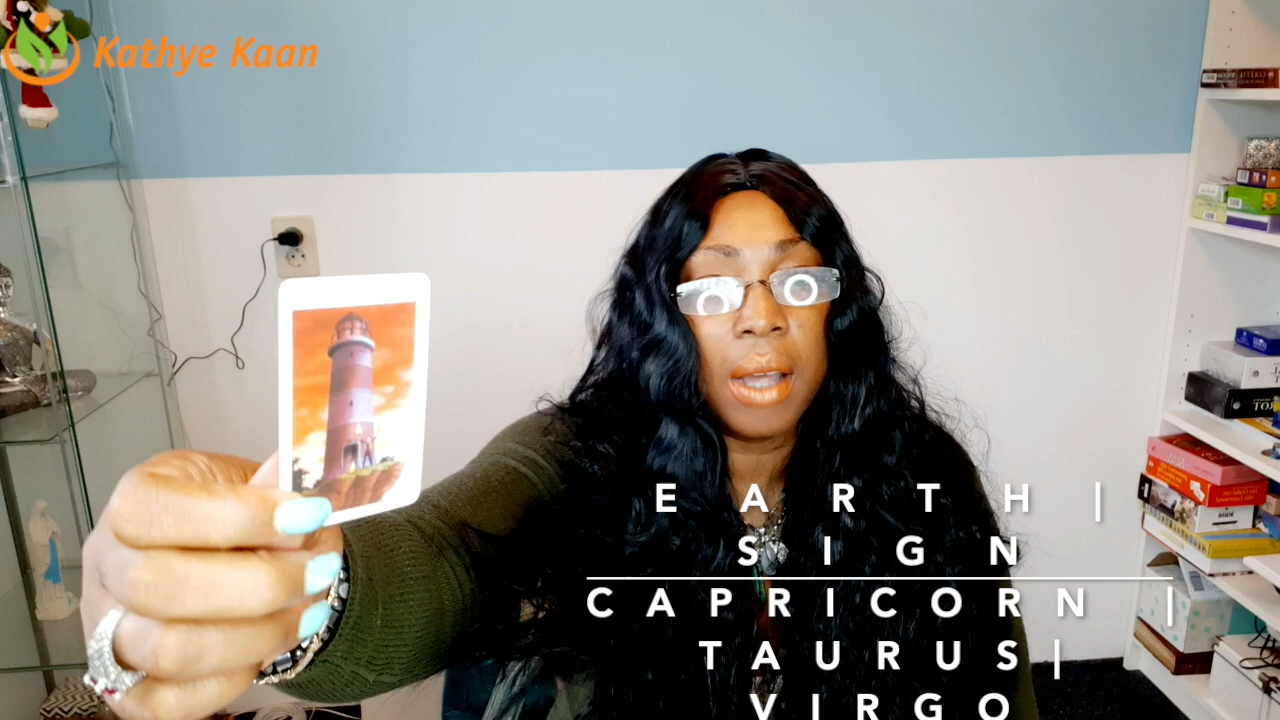 Kathye Kaan
EARTH|
SIGN
CAPRICORN |
TAURUS|
VIRGO